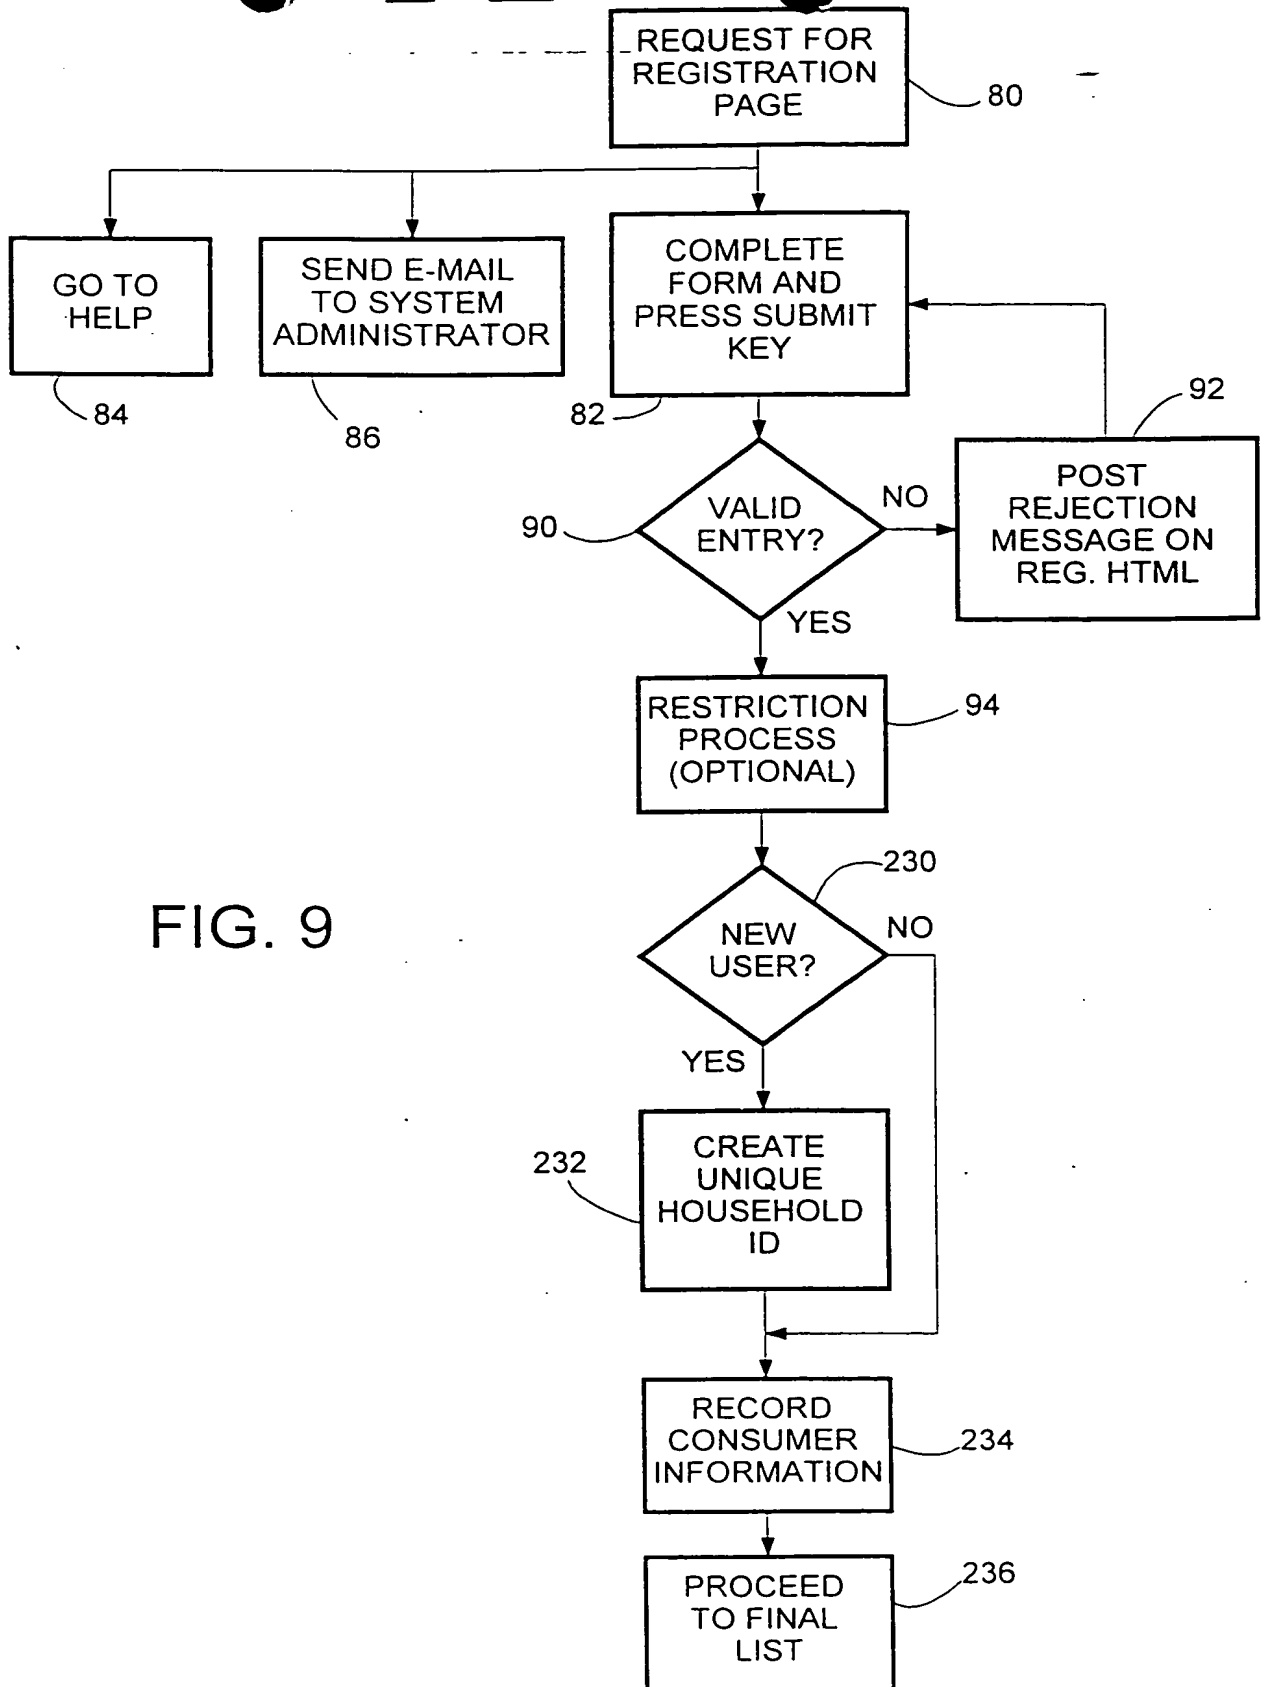 REQUEST FOR
REGISTRATION
PAGE
80
GO TO
HELP
84
SEND E-MAIL
TO SYSTEM
ADMINISTRATOR
86
COMPLETE
FORM AND
PRESS SUBMIT
KEY
82
92
POST
REJECTION
MESSAGE ON
REG. HTML
VALID
ENTRY?
90
NO
YES
RESTRICTION
PROCESS
(OPTIONAL)
94
230
NEW
USER?
NO
YES
FIG. 9
CREATE
UNIQUE
HOUSEHOLD
ID
232
RECORD
CONSUMER
INFORMATION
234
PROCEED
TO FINAL
LIST
236